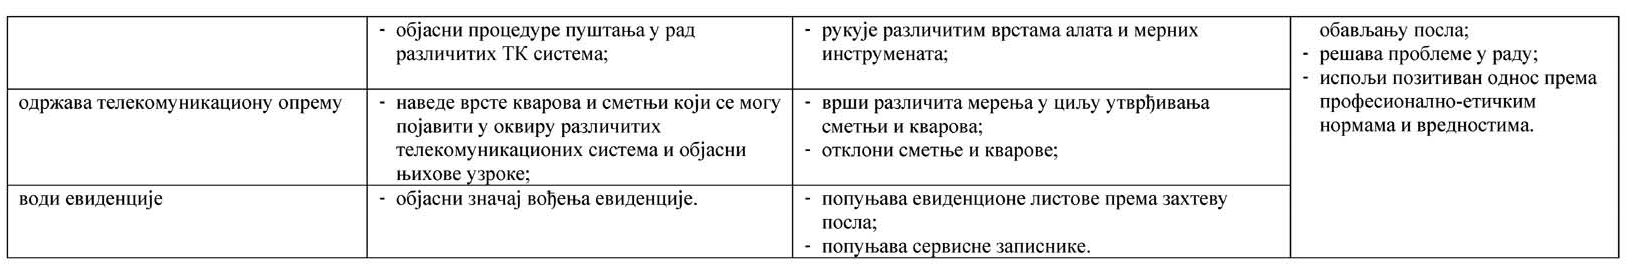 - објасни процедуре пуштања у рад
различитих ТК система;
- рукује различитим врстама алата и мерних
инструмената;
обављању посла;
- решава проблеме у раду;
- испољи позитиван однос према
професионално-етичким
нормама и вредностима.
одржава телекомуникациону опрему
- наведе врсте кварова и сметњи који се могу
појавити у оквиру различитих
телекомуникационих система и објасни
њихове узроке;
- врши различита мерења у циљу утврђивања
сметњи и кварова;
- отклони сметње и кварове;
води евиденције
- објасни значај вођења евиденције.
- попуњава евиденционе листове према захтеву
посла;
- попуњава сервисне записнике.